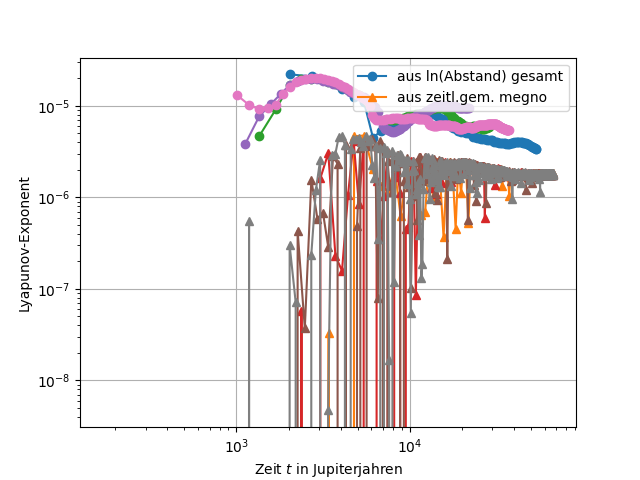 aus ln(Abstand) gesamt
aus zeitl.gem. megno
Lyapunov-Exponent
10⁻⁵
10⁻⁶
10⁻⁷
10⁻⁸
10³
10⁴
Zeit t in Jupiterjahren